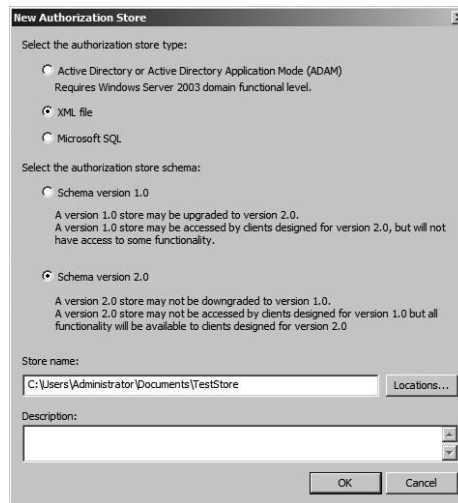 New Authorization Store
Select the authorization store type:
Active Directory or Active Directory Application Mode (ADAM)
Requires Windows Server 2003 domain functional level.
XML file
Microsoft SQL
Select the authorization store schema:
Schema version 1.0
A version 1.0 store may be upgraded to version 2.0.
A version 1.0 store may be accessed by clients designed for version 2.0, but will not
have access to some functionality.
Schema version 2.0
A version 2.0 store may not be downgraded to version 1.0.
A version 2.0 store may not be accessed by clients designed for version 1.0 but all
functionality will be available to clients designed for version 2.0
Store name:
C:\Users\Administrator\Documents\TestStore
Locations...
Description:
OK
Cancel